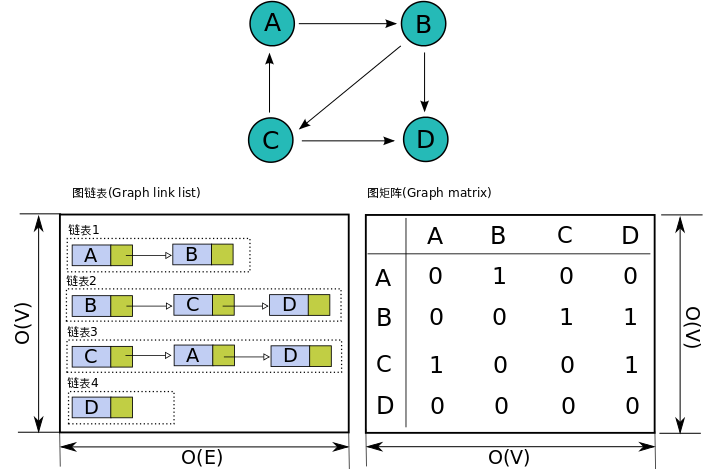 A B
C D
图链表(Graph link list) 图矩阵(Graph matrix)
链表1
A B
链表2
B C D
链表3
C A D
链表4
D
O(V)
O(E)
A B C D
A 0 1 0 0
B 0 0 1 1
C 1 0 0 1
D 0 0 0 0
O(V)
O(V)